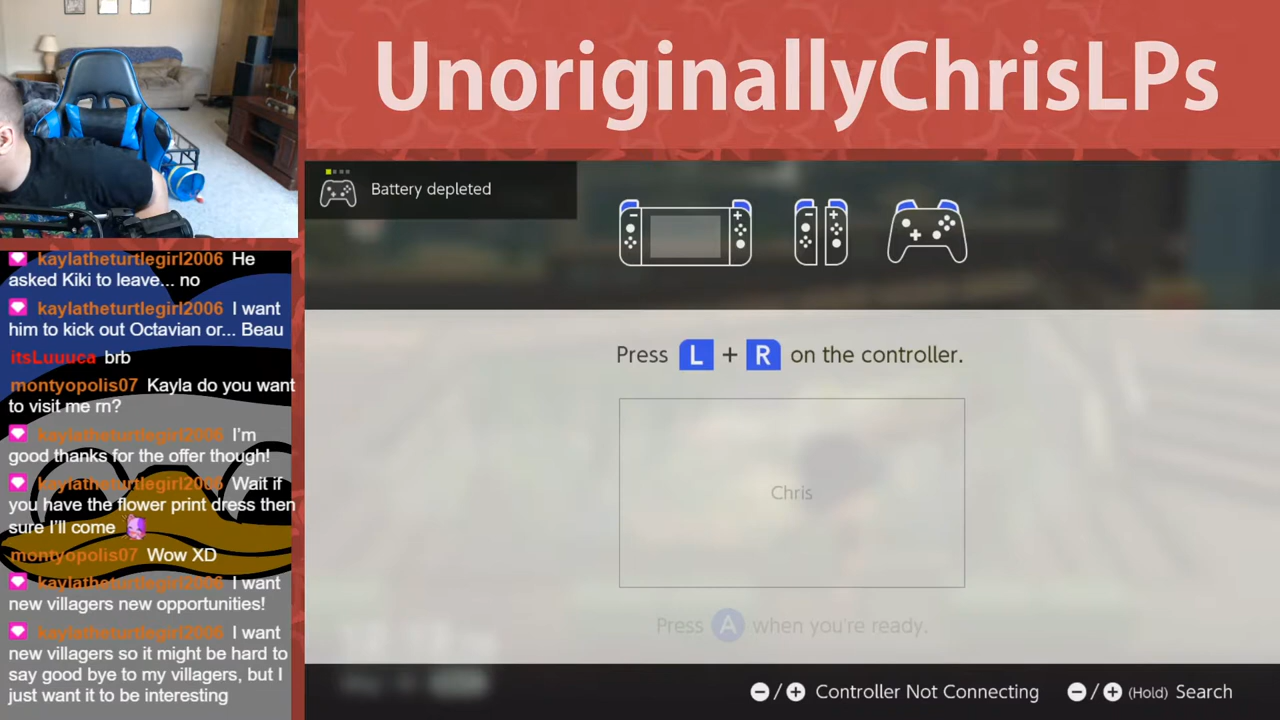 UnoriginallyChrisLPs
Battery depleted
Press L + R on the controller.
Chris
Press A when you're ready.
Controller Not Connecting
(Hold) Search
kaylatheturtlegirl2006 He
asked Kiki to leave... no
kaylatheturtlegirl2006 I want
him to kick out Octavian or... Beau
itsLuuuca brb
montyopolis07 Kayla do you want
to visit me rn?
kaylatheturtlegirl2006 I'm
good thanks for the offer though!
kaylatheturtlegirl2006 Wait if
you have the flower print dress then
sure I'll come
montyopolis07 Wow XD
kaylatheturtlegirl2006 I want
new villagers new opportunities!
kaylatheturtlegirl2006 I want
new villagers so it might be hard to
say good bye to my villagers, but I
just want it to be interesting